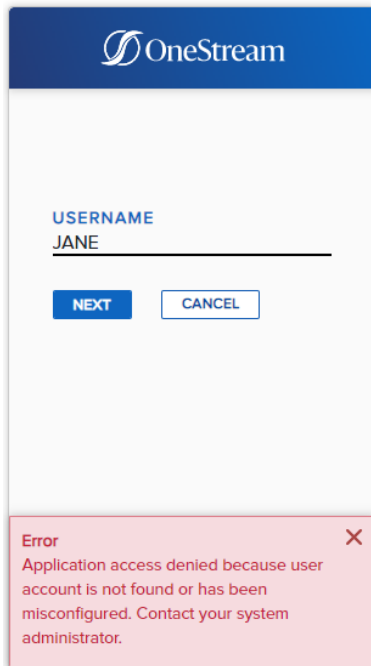 OneStream
USERNAME
JANE
NEXT
CANCEL
Error
Application access denied because user
account is not found or has been
misconfigured. Contact your system
administrator.